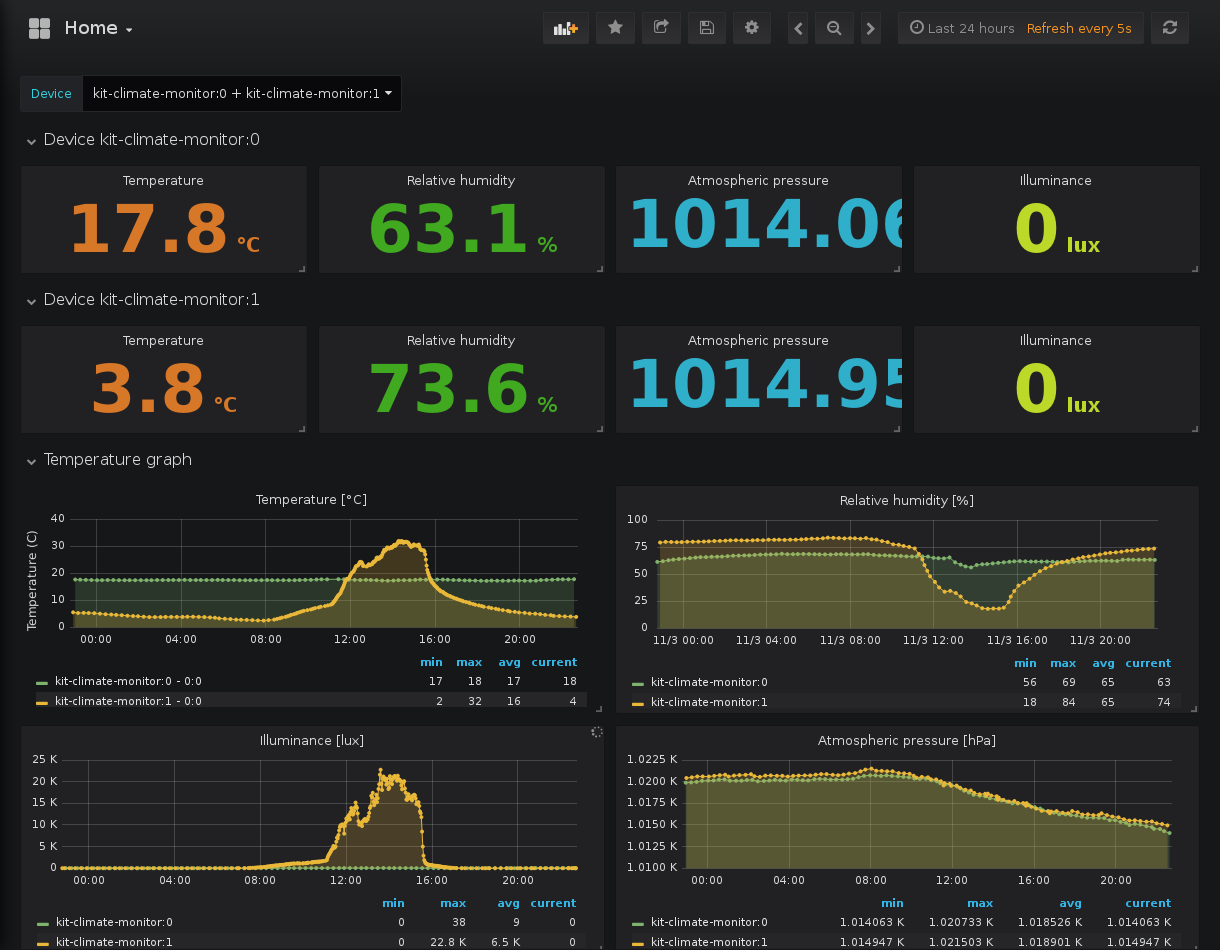 Home
Last 24 hours Refresh every 5s
Device kit-climate-monitor:0 + kit-climate-monitor:1
Device kit-climate-monitor:0
Temperature Relative humidity Atmospheric pressure Illuminance
17.8 °C 63.1 % 1014.06 0 lux
Device kit-climate-monitor:1
Temperature Relative humidity Atmospheric pressure Illuminance
3.8 °C 73.6 % 1014.95 0 lux
Temperature graph
Temperature [°C]
Temperature (C)
40
30
20
10
0
00:00 04:00 08:00 12:00 16:00 20:00
min max avg current
kit-climate-monitor:0 - 0:0 17 18 17 18
kit-climate-monitor:1 - 0:0 2 32 16 4
Relative humidity [%]
100
75
50
25
0
11/3 00:00 11/3 04:00 11/3 08:00 11/3 12:00 11/3 16:00 11/3 20:00
min max avg current
kit-climate-monitor:0 56 69 65 63
kit-climate-monitor:1 18 84 65 74
Illuminance [lux]
25 K
20 K
15 K
10 K
5 K
0
00:00 04:00 08:00 12:00 16:00 20:00
min max avg current
kit-climate-monitor:0 0 38 9 0
kit-climate-monitor:1 0 22.8 K 6.5 K 0
Atmospheric pressure [hPa]
1.0225 K
1.0200 K
1.0175 K
1.0150 K
1.0125 K
1.0100 K
00:00 04:00 08:00 12:00 16:00 20:00
min max avg current
kit-climate-monitor:0 1.014063 K 1.020733 K 1.018526 K 1.014063 K
kit-climate-monitor:1 1.014947 K 1.021503 K 1.018901 K 1.014947 K